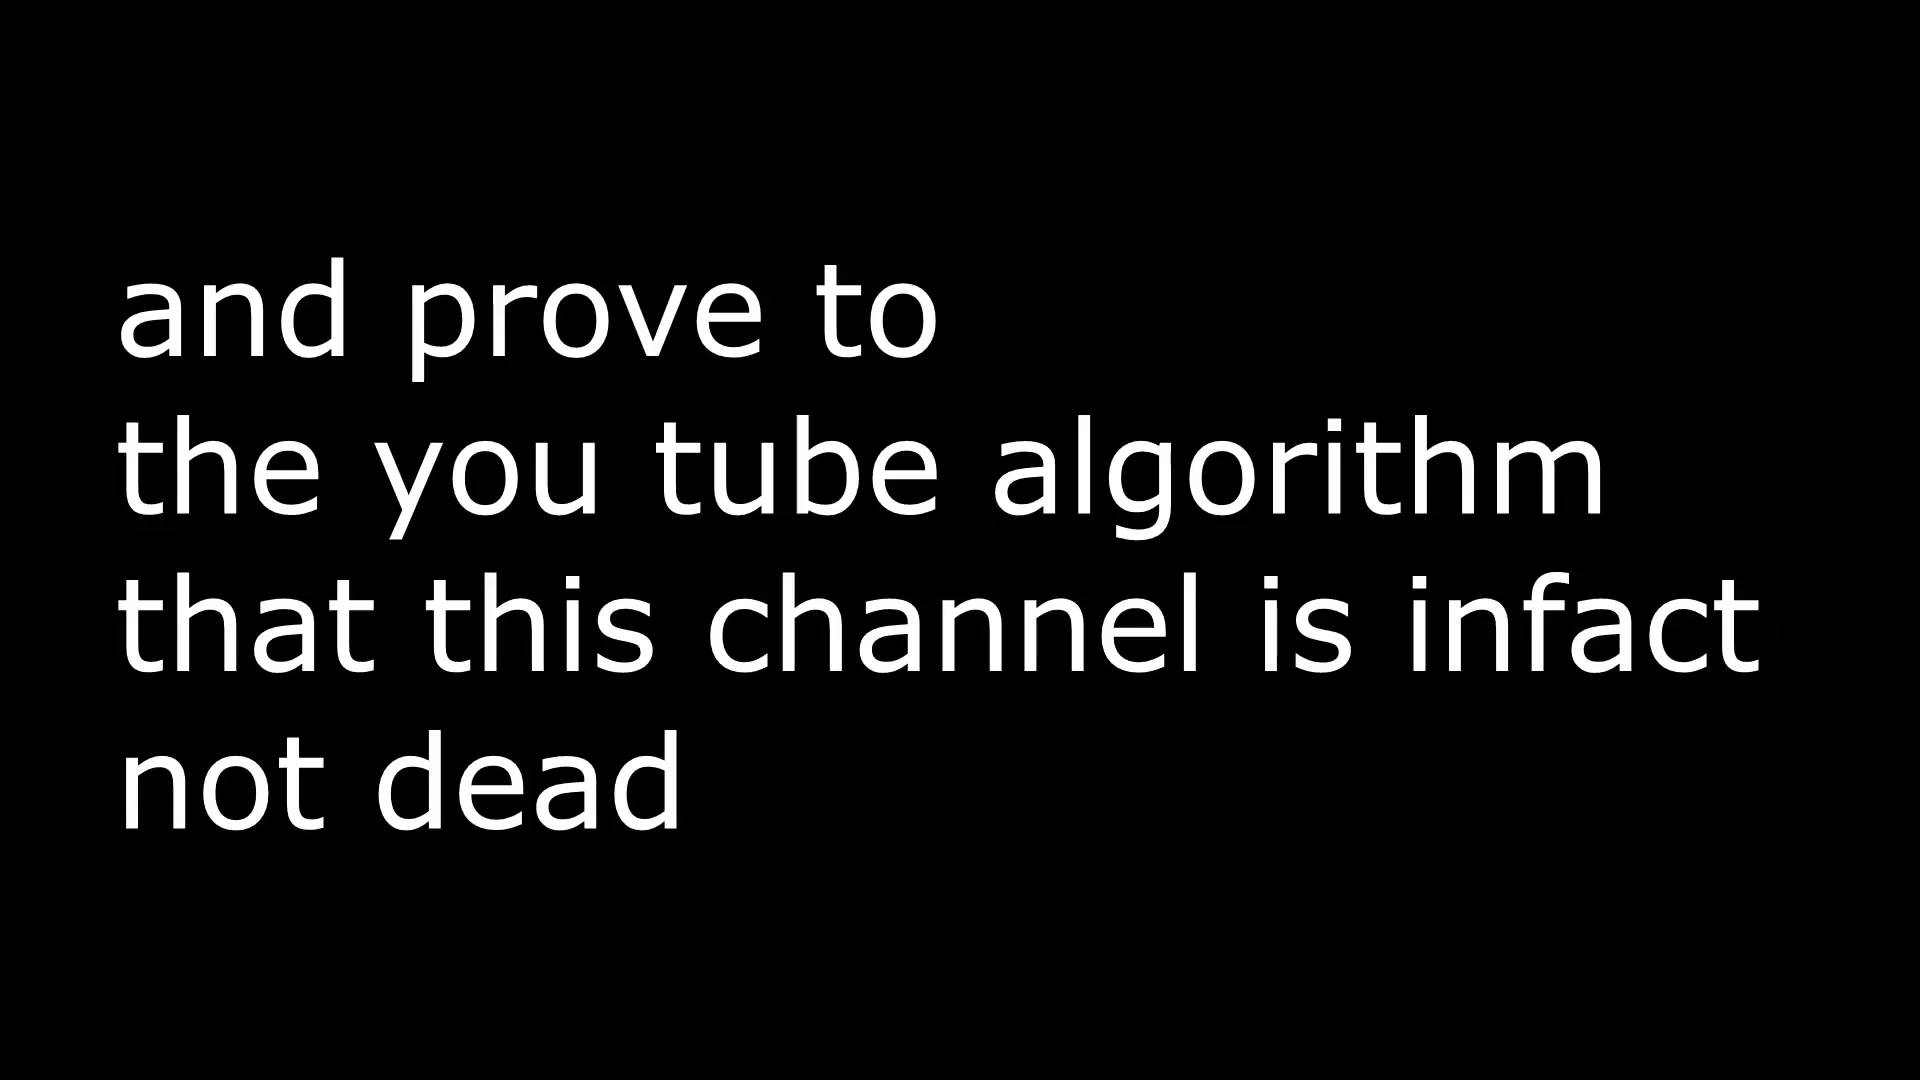 and prove to
the you tube algorithm
that this channel is infact
not dead